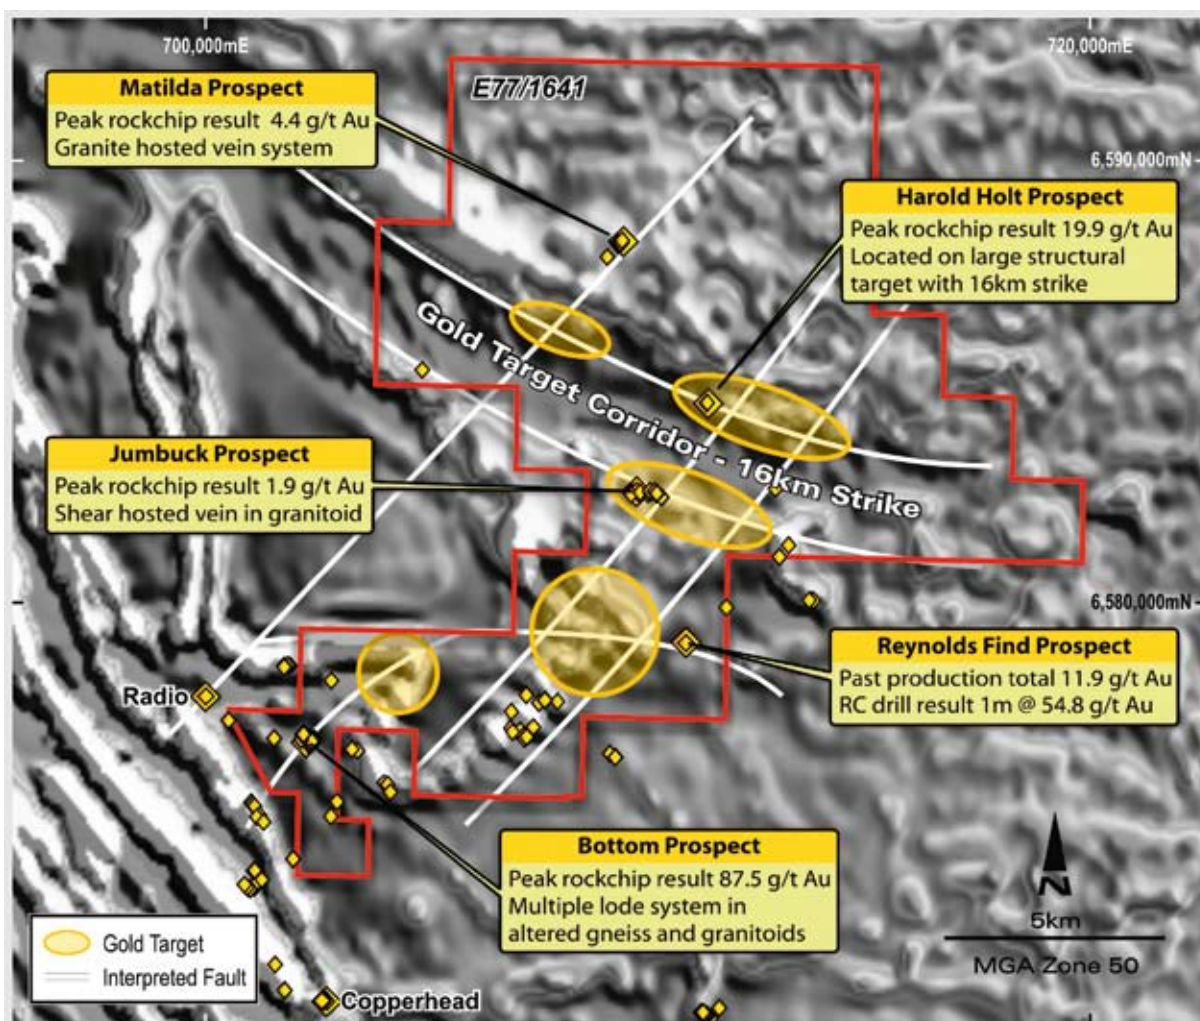 700,000mE
720,000mE
E77/1641
Matilda Prospect
Peak rockchip result 4.4 g/t Au
Granite hosted vein system
6,590,000mN
Harold Holt Prospect
Peak rockchip result 19.9 g/t Au
Located on large structural
target with 16km strike
Gold Target Corridor - 16km Strike
Jumbuck Prospect
Peak rockchip result 1.9 g/t Au
Shear hosted vein in granitoid
6,580,000mN
Reynolds Find Prospect
Past production total 11.9 g/t Au
RC drill result 1m @ 54.8 g/t Au
Radio
Bottom Prospect
Peak rockchip result 87.5 g/t Au
Multiple lode system in
altered gneiss and granitoids
N
5km
MGA Zone 50
Gold Target
Interpreted Fault
Copperhead